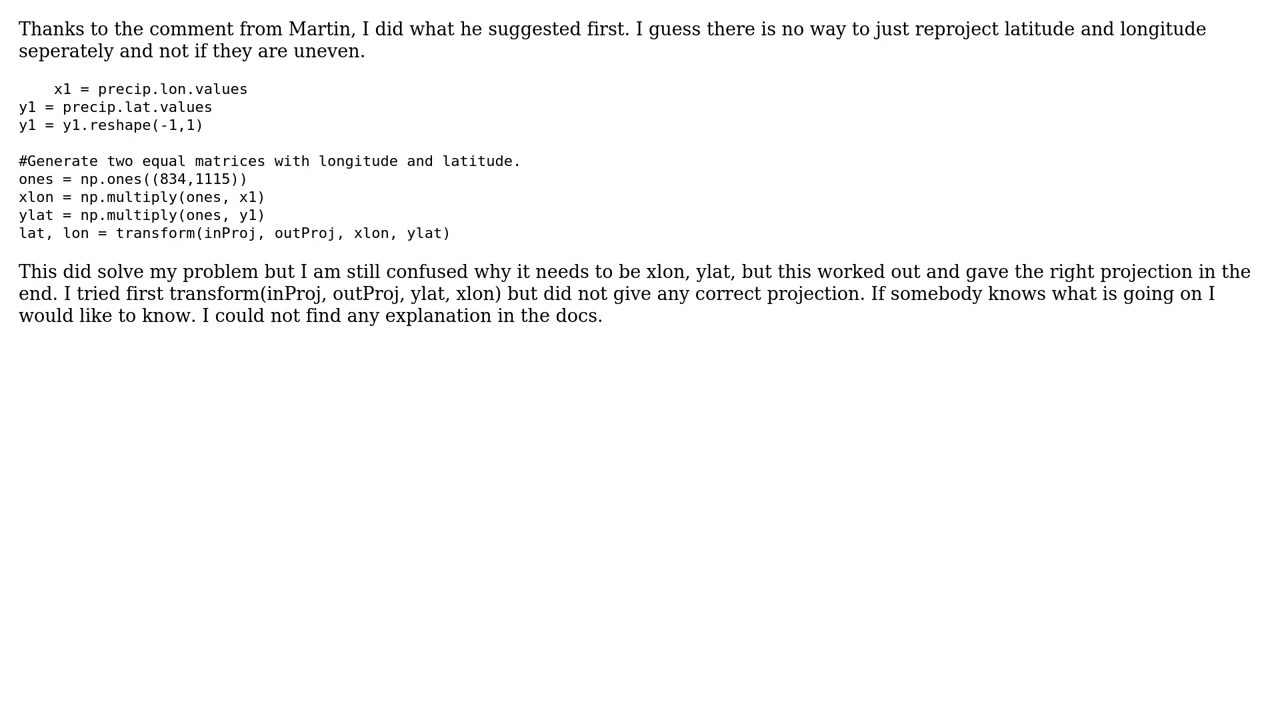 Thanks to the comment from Martin, I did what he suggested first. I guess there is no way to just reproject latitude and longitude
seperately and not if they are uneven.
    x1 = precip.lon.values
y1 = precip.lat.values
y1 = y1.reshape(-1,1)
#Generate two equal matrices with longitude and latitude.
ones = np.ones((834,1115))
xlon = np.multiply(ones, x1)
ylat = np.multiply(ones, y1)
lat, lon = transform(inProj, outProj, xlon, ylat)
This did solve my problem but I am still confused why it needs to be xlon, ylat, but this worked out and gave the right projection in the
end. I tried first transform(inProj, outProj, ylat, xlon) but did not give any correct projection. If somebody knows what is going on I
would like to know. I could not find any explanation in the docs.